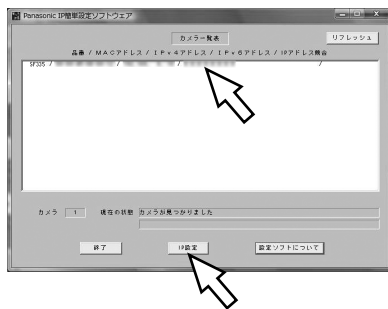 Panasonic IP簡単設定ソフトウェア
カメラ一覧表
リフレッシュ
品番 / MACアドレス / IPv4アドレス / IPv6アドレス / IPアドレス競合
SF335 / / / /
カメラ 1 現在の状態 カメラが見つかりました
終了 IP設定 設定ソフトについて